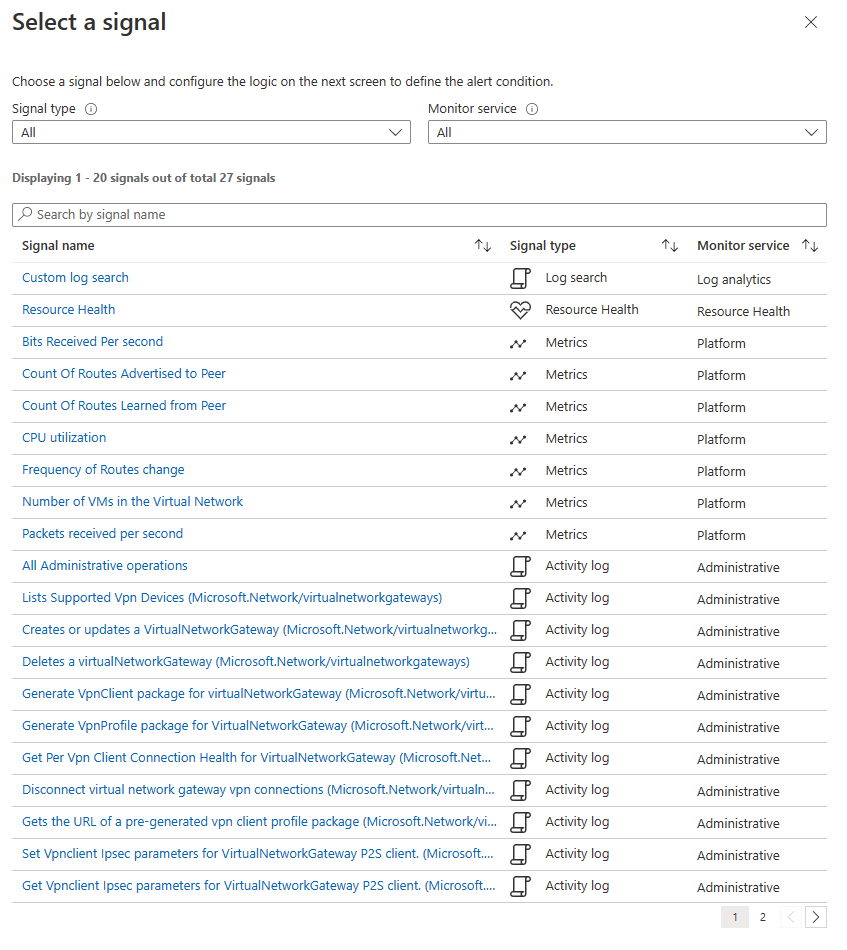 Select a signal
Choose a signal below and configure the logic on the next screen to define the alert condition.
Signal type Monitor service
All All
Displaying 1 - 20 signals out of total 27 signals
Search by signal name
Signal name Signal type Monitor service
Custom log search Log search Log analytics
Resource Health Resource Health Resource Health
Bits Received Per second Metrics Platform
Count Of Routes Advertised to Peer Metrics Platform
Count Of Routes Learned from Peer Metrics Platform
CPU utilization Metrics Platform
Frequency of Routes change Metrics Platform
Number of VMs in the Virtual Network Metrics Platform
Packets received per second Metrics Platform
All Administrative operations Activity log Administrative
Lists Supported Vpn Devices (Microsoft.Network/virtualnetworkgateways) Activity log Administrative
Creates or updates a VirtualNetworkGateway (Microsoft.Network/virtualnetworkg... Activity log Administrative
Deletes a virtualNetworkGateway (Microsoft.Network/virtualnetworkgateways) Activity log Administrative
Generate VpnClient package for virtualNetworkGateway (Microsoft.Network/virtu... Activity log Administrative
Generate VpnProfile package for VirtualNetworkGateway (Microsoft.Network/virt... Activity log Administrative
Get Per Vpn Client Connection Health for VirtualNetworkGateway (Microsoft.Net... Activity log Administrative
Disconnect virtual network gateway vpn connections (Microsoft.Network/virtualn... Activity log Administrative
Gets the URL of a pre-generated vpn client profile package (Microsoft.Network/vi... Activity log Administrative
Set Vpnclient Ipsec parameters for VirtualNetworkGateway P2S client. (Microsoft.... Activity log Administrative
Get Vpnclient Ipsec parameters for VirtualNetworkGateway P2S client. (Microsoft.... Activity log Administrative
1 2